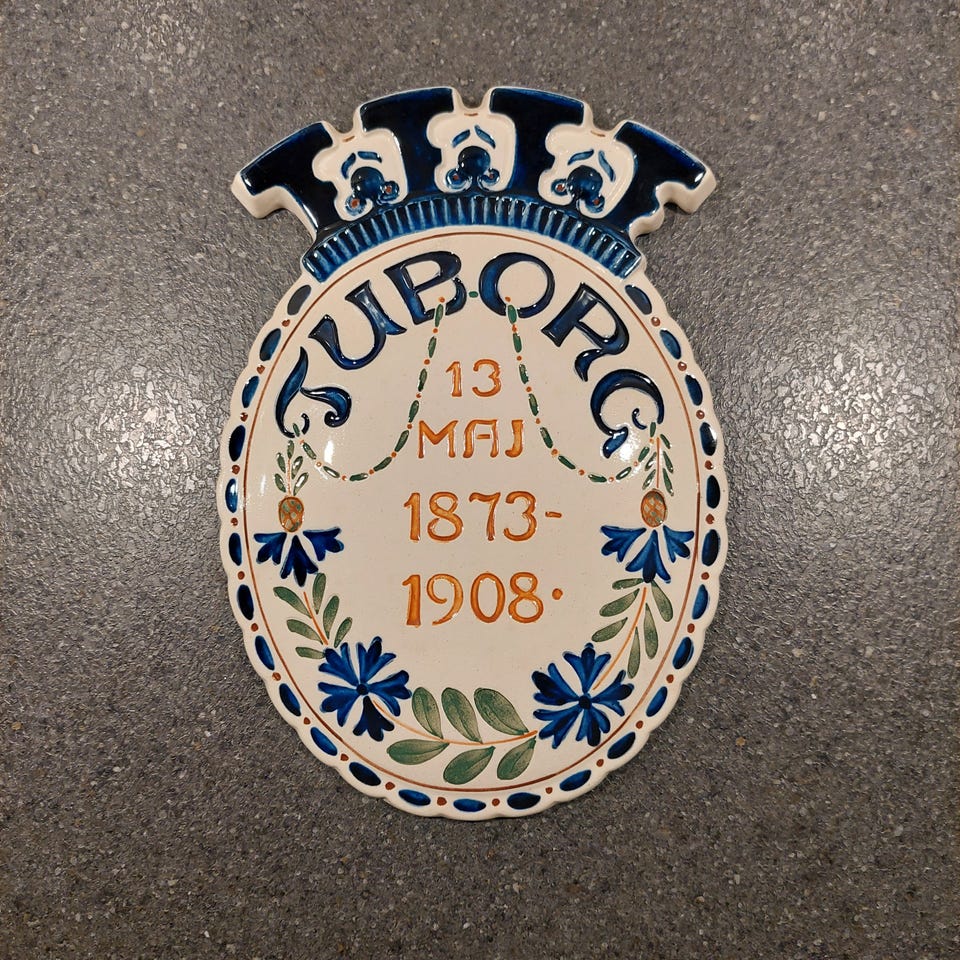 TUBORG
13
MAJ
1873-
1908·